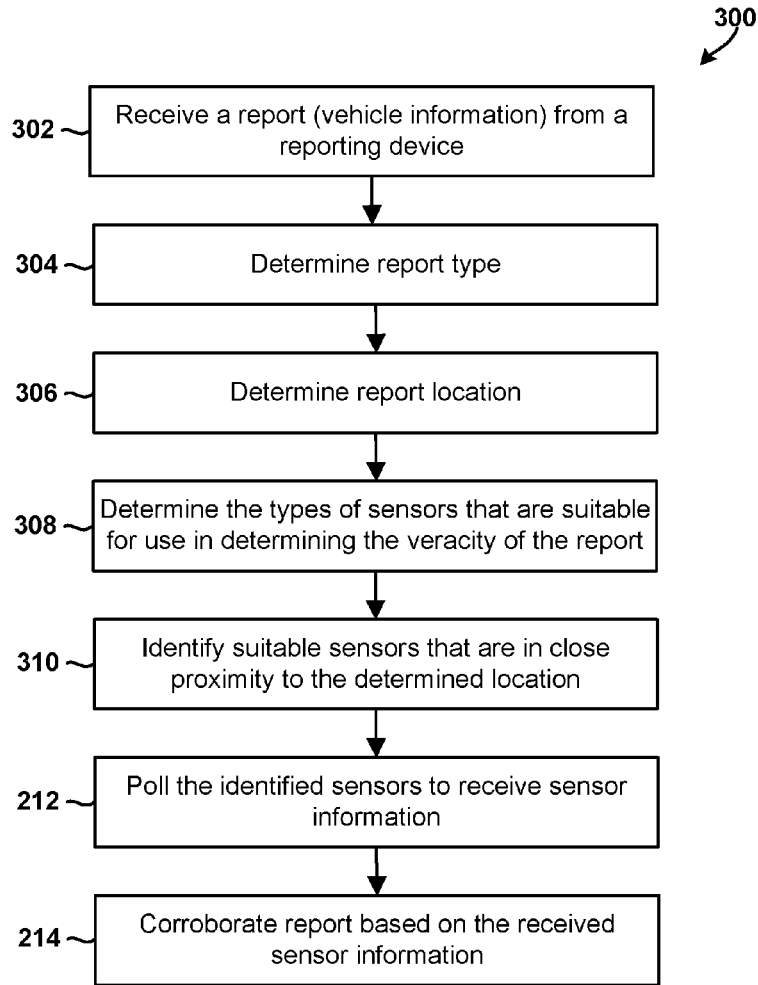 300
302
Receive a report (vehicle information) from a
reporting device
304
Determine report type
306
Determine report location
308
Determine the types of sensors that are suitable
for use in determining the veracity of the report
310
Identify suitable sensors that are in close
proximity to the determined location
212
Poll the identified sensors to receive sensor
information
214
Corroborate report based on the received
sensor information